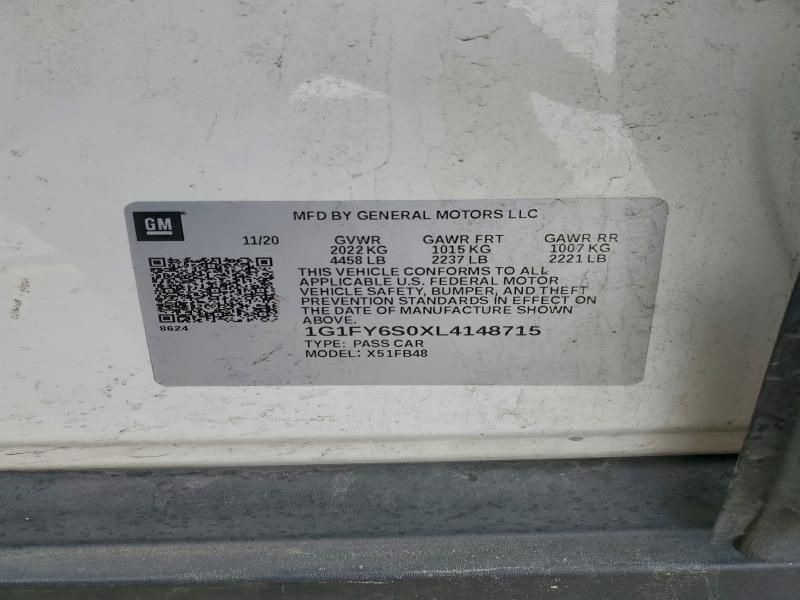 GM
MFD BY GENERAL MOTORS LLC
11/20 GVWR GAWR FRT GAWR RR
2022 KG 1015 KG 1007 KG
4458 LB 2237 LB 2221 LB
THIS VEHICLE CONFORMS TO ALL
APPLICABLE U.S. FEDERAL MOTOR
VEHICLE SAFETY, BUMPER, AND THEFT
PREVENTION STANDARDS IN EFFECT ON
THE DATE OF MANUFACTURE SHOWN
ABOVE.
8624
1G1FY6S0XL4148715
TYPE: PASS CAR
MODEL: X51FB48